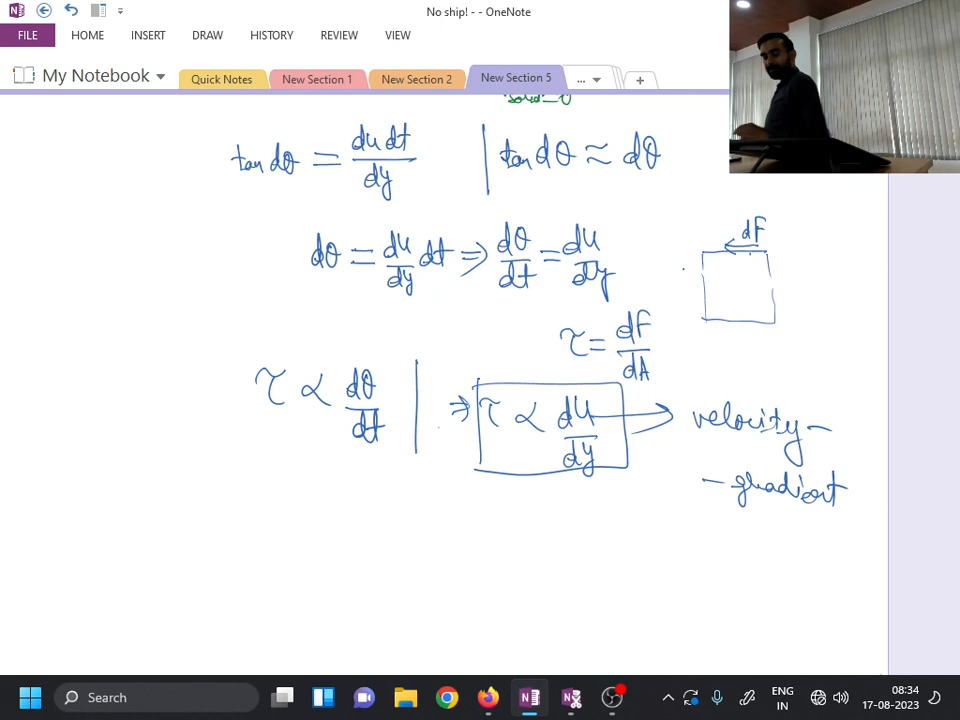 No ship! - - OneNote
FILE HOME INSERT DRAW HISTORY REVIEW VIEW
My Notebook Quick Notes New Section 1 New Section 2 New Section 5 ... +
tan dθ = du dt / dy | tan dθ ≈ dθ
dF
dθ = du/dy dt ⇒ dθ/dt = du/dy
τ = dF/dA
τ ∝ dθ/dt | ⇒ τ ∝ du/dy → velocity -
- gradient
Search
ENG
IN
08:34
17-08-2023